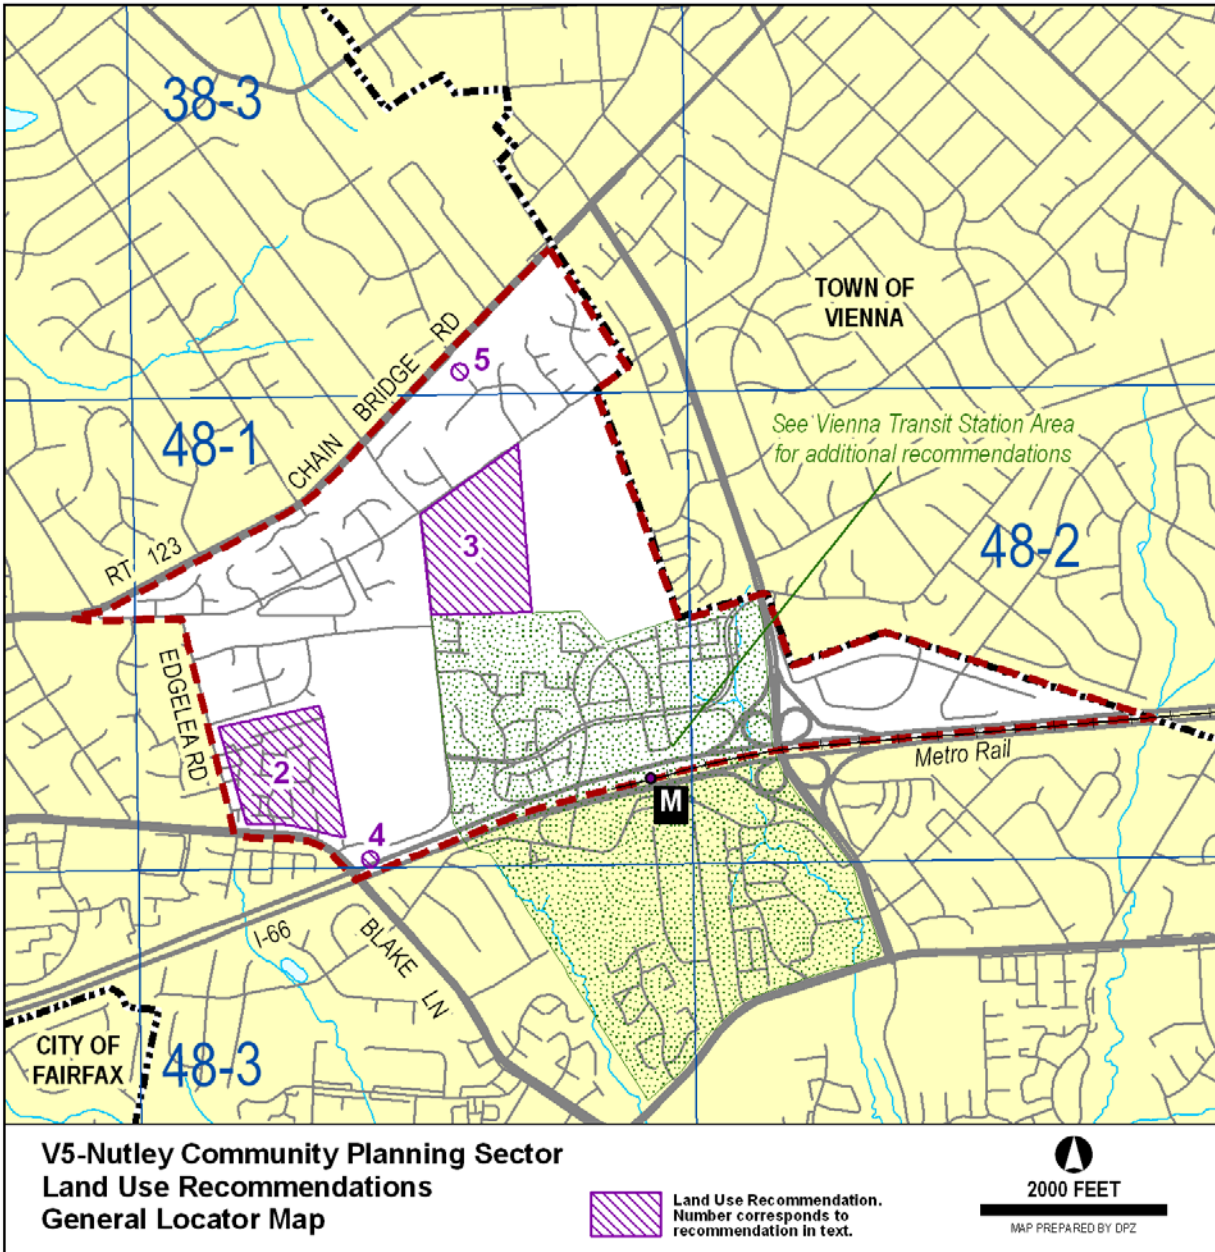 38-3
TOWN OF
VIENNA
CHAIN BRIDGE RD
5
See Vienna Transit Station Area
for additional recommendations
48-1
48-2
3
RT 123
EDGELEA RD
2
Metro Rail
M
4
I-66
BLAKE LN
CITY OF
FAIRFAX
48-3
V5-Nutley Community Planning Sector
Land Use Recommendations
General Locator Map
Land Use Recommendation.
Number corresponds to
recommendation in text.
2000 FEET
MAP PREPARED BY DPZ